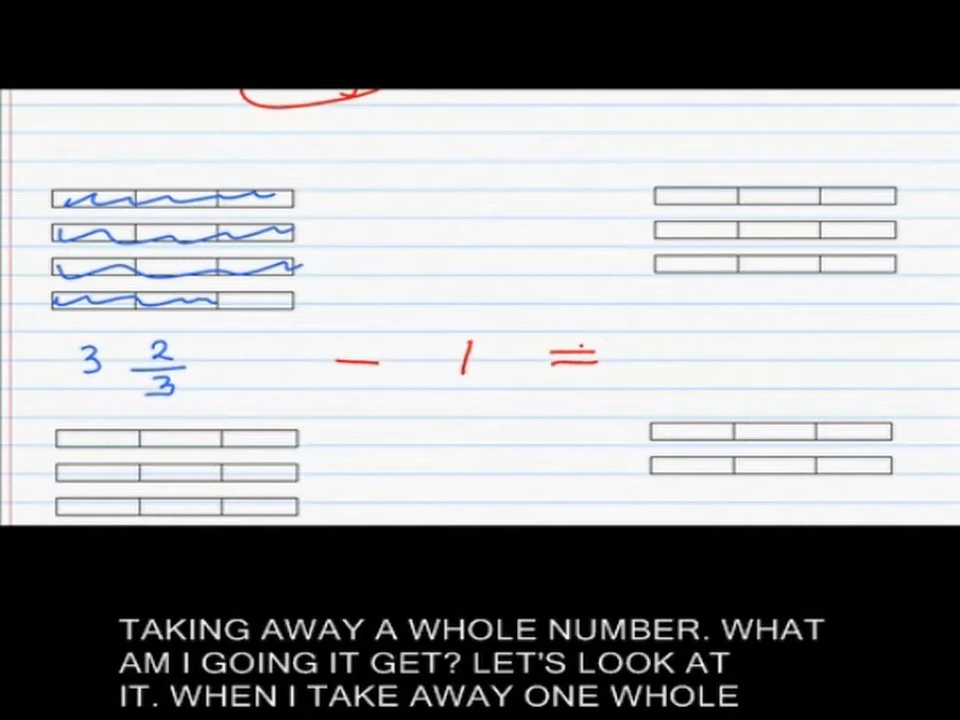 3 2/3 − 1 =
TAKING AWAY A WHOLE NUMBER. WHAT
AM I GOING IT GET? LET'S LOOK AT
IT. WHEN I TAKE AWAY ONE WHOLE